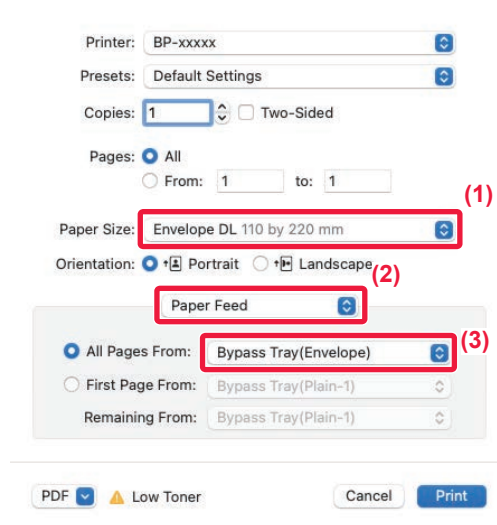 Printer: BP-xxxxx
Presets: Default Settings
Copies: 1 Two-Sided
Pages: All
From: 1 to: 1
(1)
Paper Size: Envelope DL 110 by 220 mm
Orientation: Portrait Landscape
(2)
Paper Feed
(3)
All Pages From: Bypass Tray(Envelope)
First Page From: Bypass Tray(Plain-1)
Remaining From: Bypass Tray(Plain-1)
PDF Low Toner Cancel Print